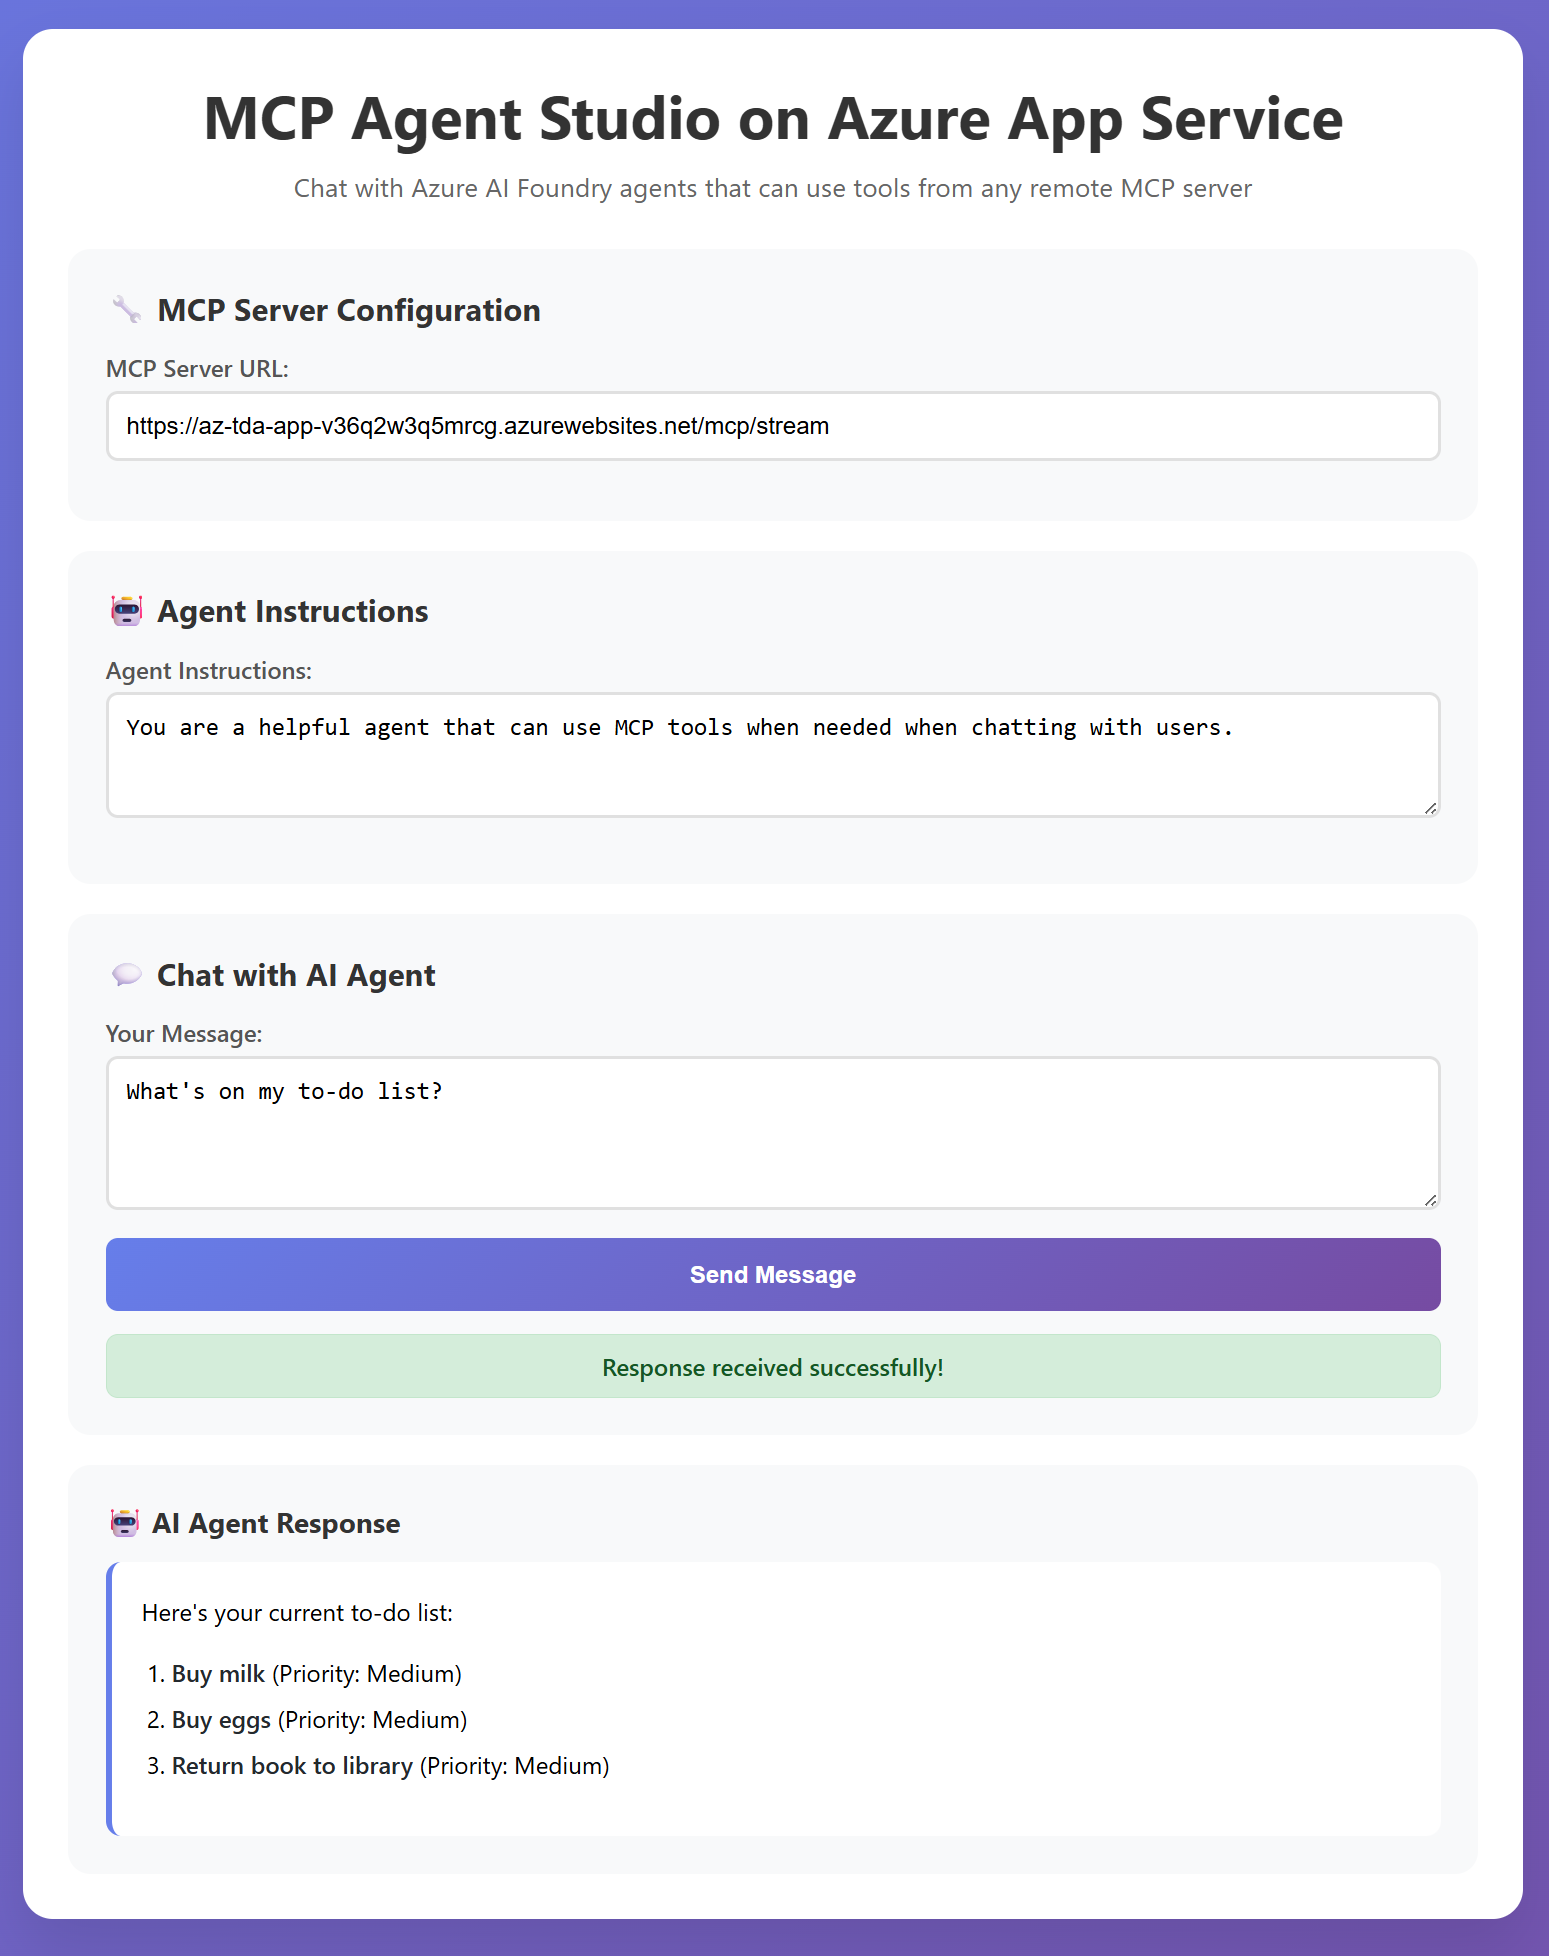 MCP Agent Studio on Azure App Service
Chat with Azure AI Foundry agents that can use tools from any remote MCP server
MCP Server Configuration
MCP Server URL:
https://az-tda-app-v36q2w3q5mrcg.azurewebsites.net/mcp/stream
Agent Instructions
Agent Instructions:
You are a helpful agent that can use MCP tools when needed when chatting with users.
Chat with AI Agent
Your Message:
What's on my to-do list?
Send Message
Response received successfully!
AI Agent Response
Here's your current to-do list:
1. Buy milk (Priority: Medium)
2. Buy eggs (Priority: Medium)
3. Return book to library (Priority: Medium)